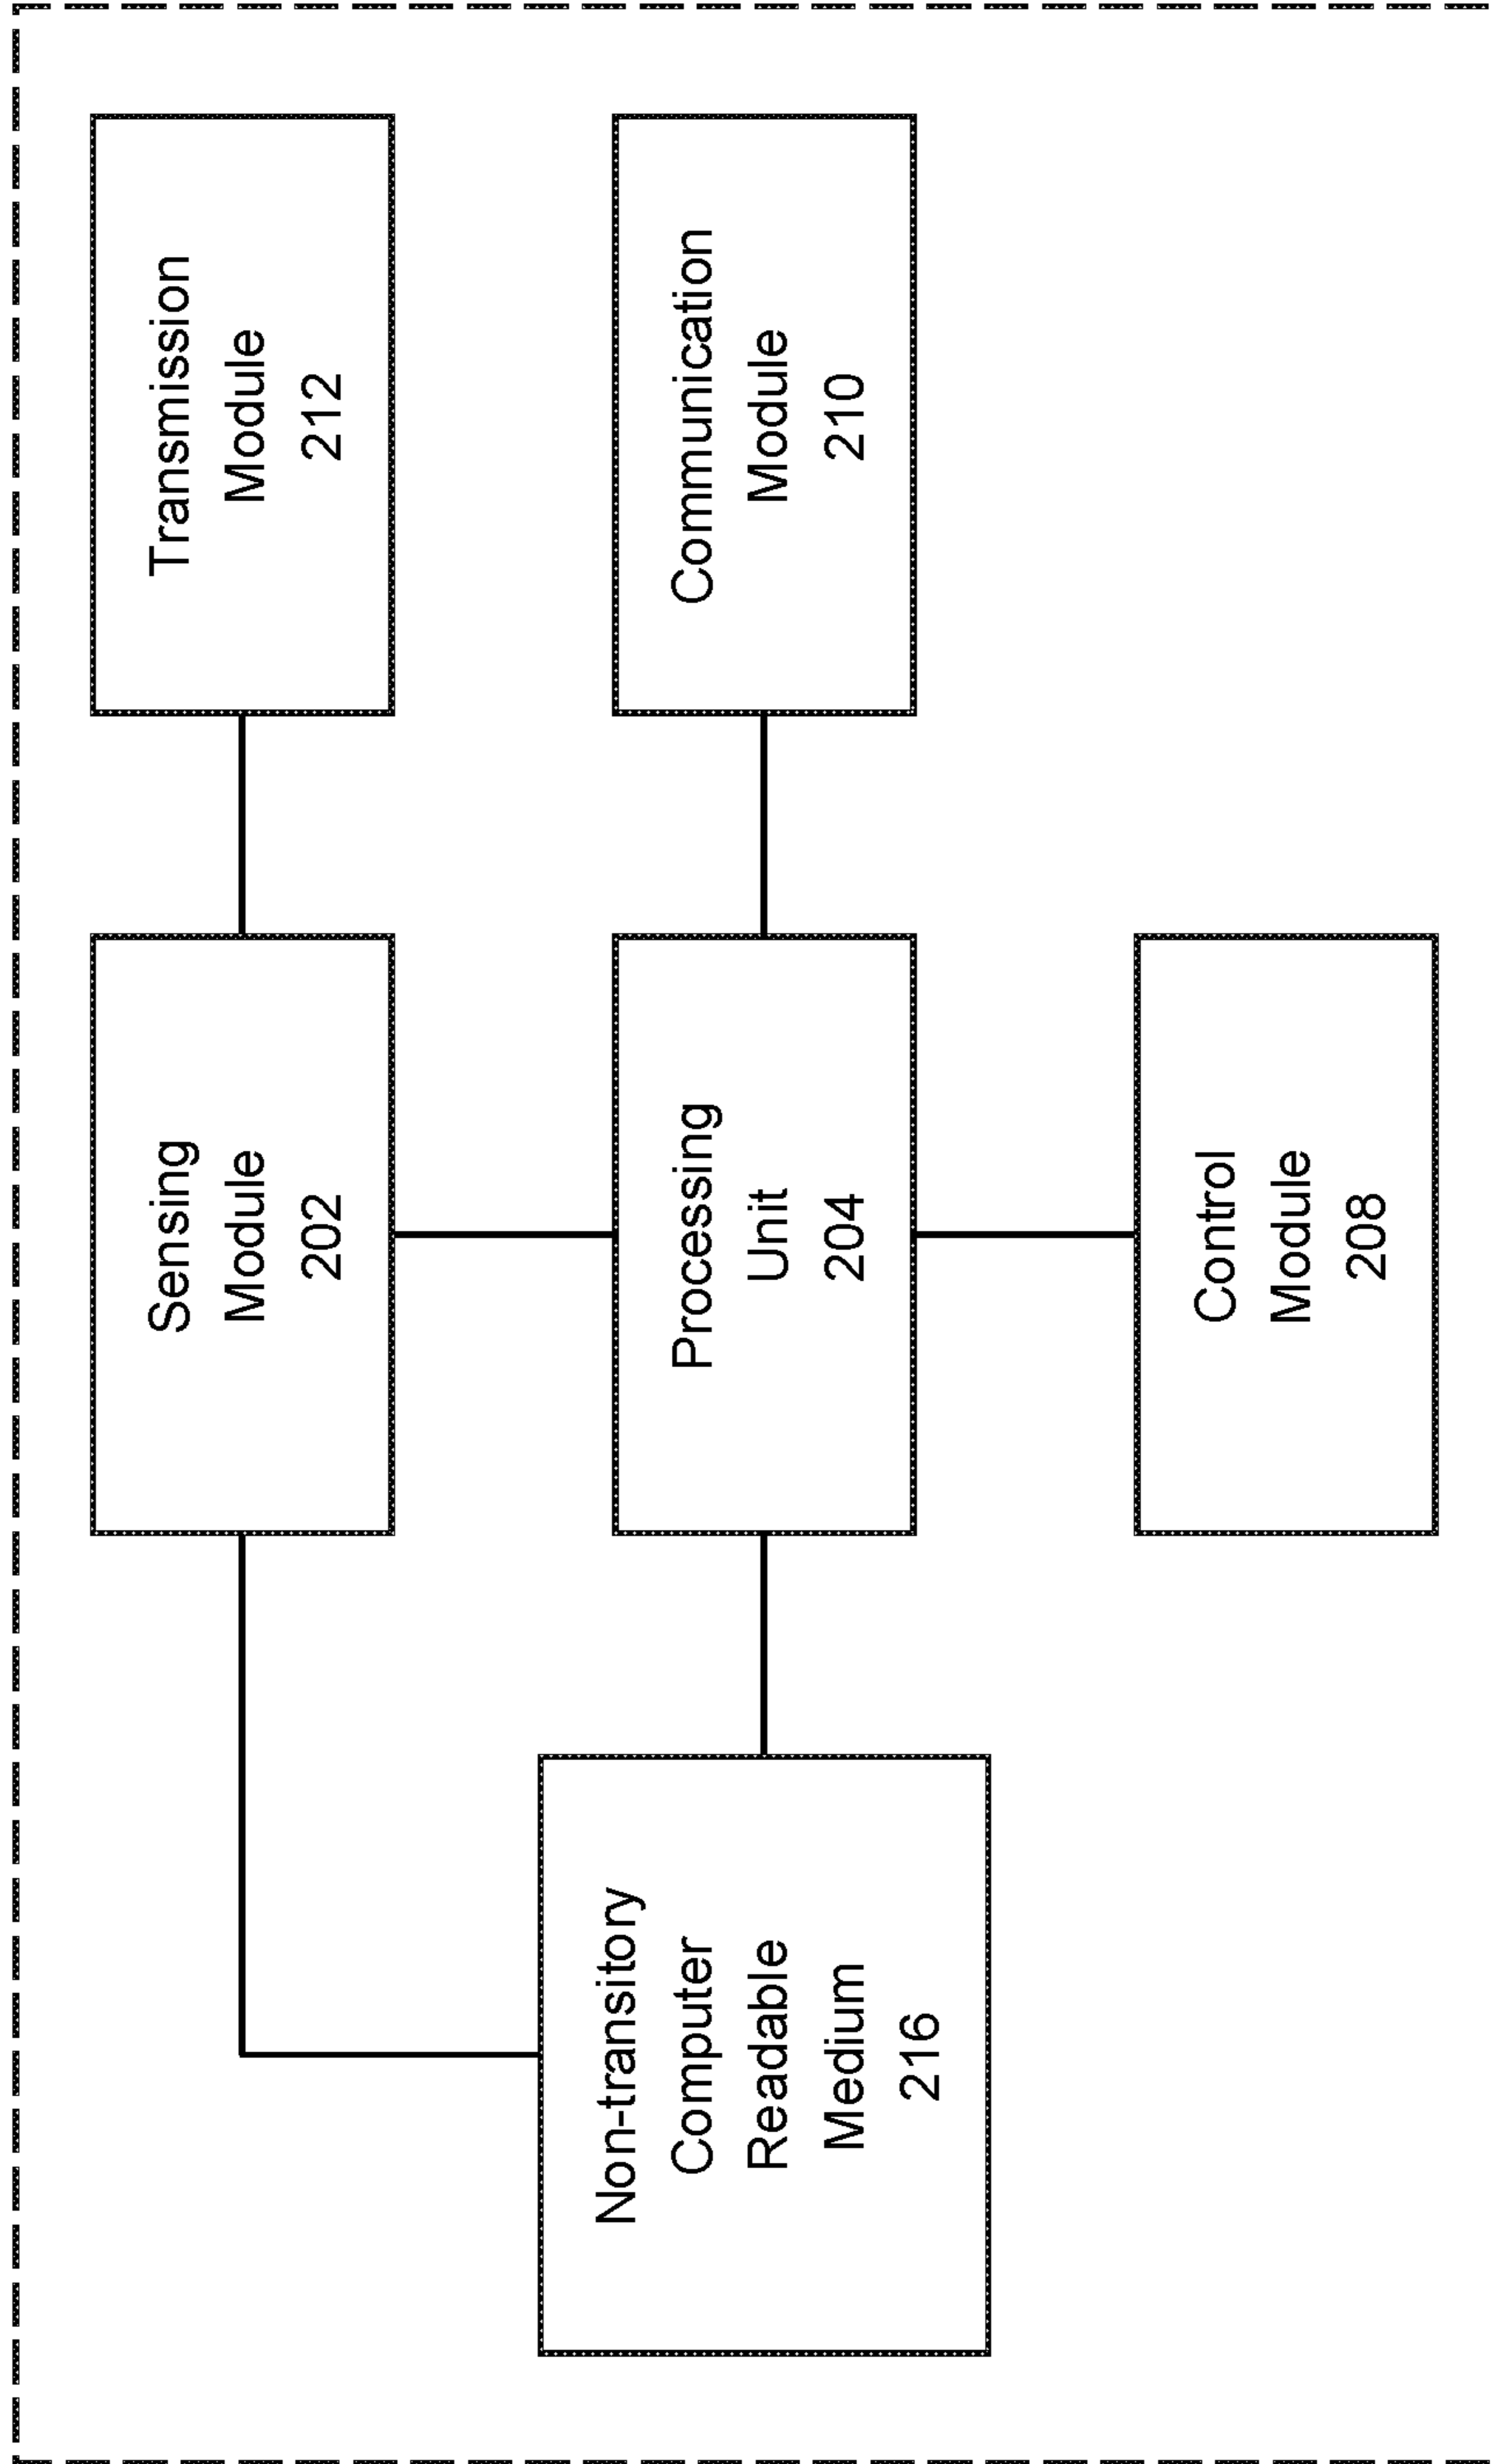 Non-transitory
Computer
Readable
Medium
216
Sensing
Module
202
Processing
Unit
204
Control
Module
208
Transmission
Module
212
Communication
Module
210